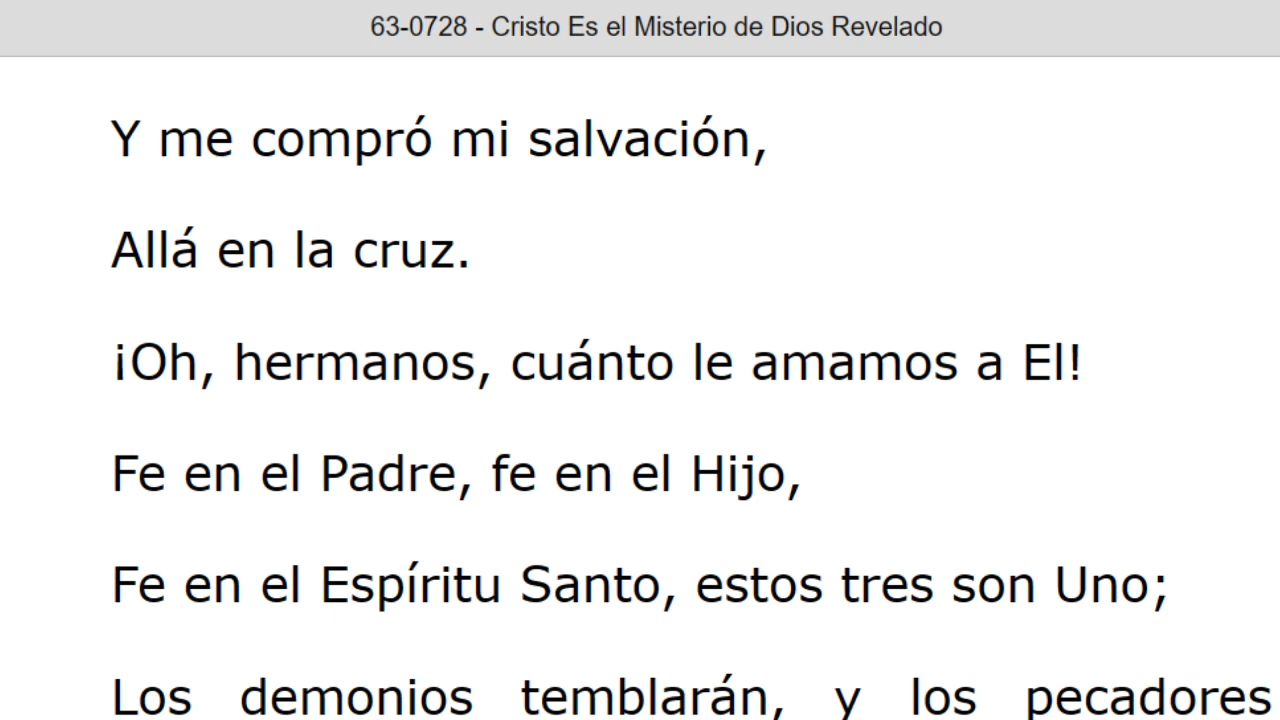 63-0728 - Cristo Es el Misterio de Dios Revelado
Y me compró mi salvación,
Allá en la cruz.
¡Oh, hermanos, cuánto le amamos a El!
Fe en el Padre, fe en el Hijo,
Fe en el Espíritu Santo, estos tres son Uno;
Los demonios temblarán, y los pecadores